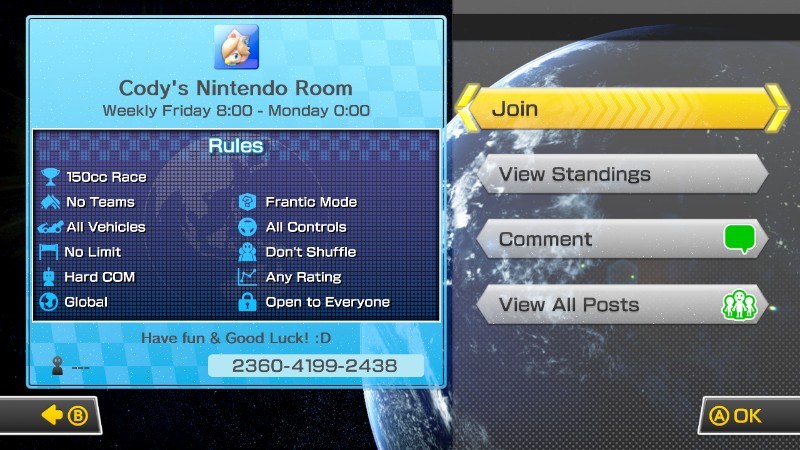 Cody's Nintendo Room
Weekly Friday 8:00 - Monday 0:00
Rules
150cc Race
No Teams
Frantic Mode
All Vehicles
All Controls
No Limit
Don't Shuffle
Hard COM
Any Rating
Global
Open to Everyone
Have fun & Good Luck! :D
---
2360-4199-2438
Join
View Standings
Comment
View All Posts
B
A OK